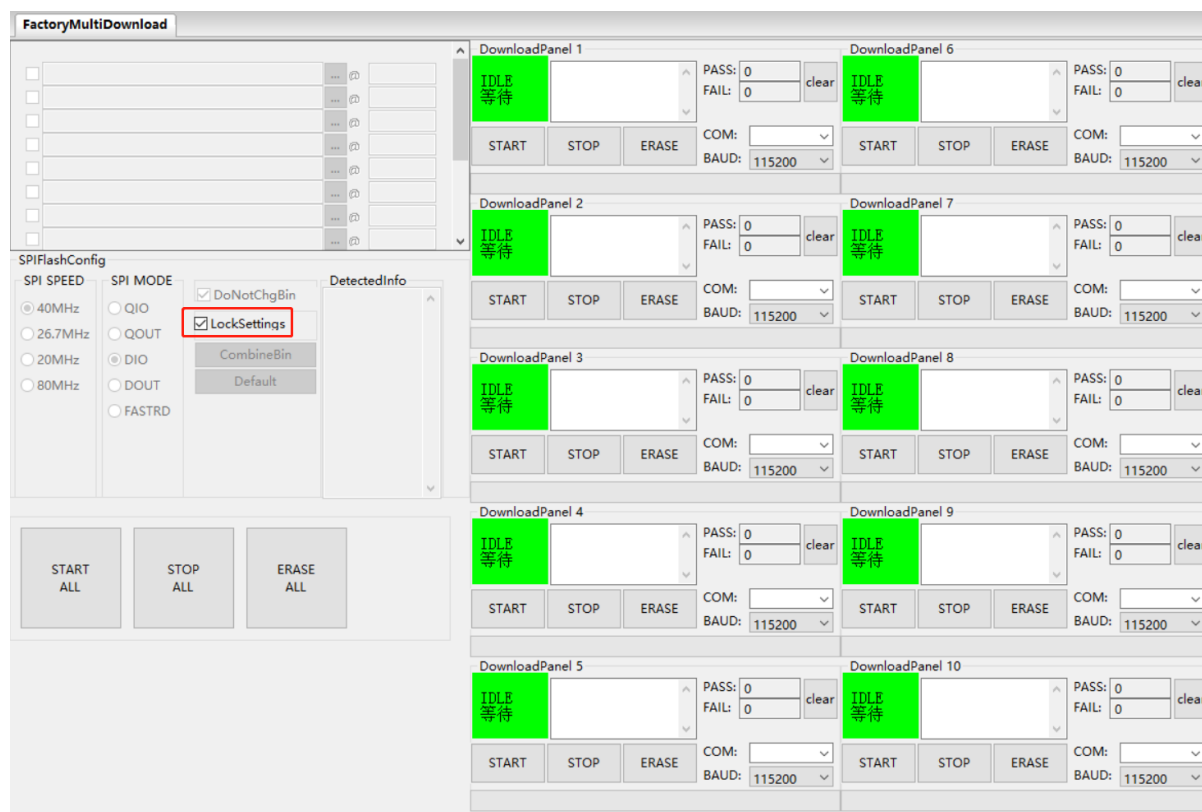 FactoryMultiDownload
... @
... @
... @
... @
... @
... @
... @
... @
SPIFlashConfig
SPI SPEED
40MHz
26.7MHz
20MHz
80MHz
SPI MODE
QIO
QOUT
DIO
DOUT
FASTRD
DoNotChgBin
LockSettings
CombineBin
Default
DetectedInfo
START ALL
STOP ALL
ERASE ALL
DownloadPanel 1
IDLE
等待
PASS: 0
FAIL: 0
clear
START STOP ERASE
COM:
BAUD: 115200
DownloadPanel 2
IDLE
等待
PASS: 0
FAIL: 0
clear
START STOP ERASE
COM:
BAUD: 115200
DownloadPanel 3
IDLE
等待
PASS: 0
FAIL: 0
clear
START STOP ERASE
COM:
BAUD: 115200
DownloadPanel 4
IDLE
等待
PASS: 0
FAIL: 0
clear
START STOP ERASE
COM:
BAUD: 115200
DownloadPanel 5
IDLE
等待
PASS: 0
FAIL: 0
clear
START STOP ERASE
COM:
BAUD: 115200
DownloadPanel 6
IDLE
等待
PASS: 0
FAIL: 0
clear
START STOP ERASE
COM:
BAUD: 115200
DownloadPanel 7
IDLE
等待
PASS: 0
FAIL: 0
clear
START STOP ERASE
COM:
BAUD: 115200
DownloadPanel 8
IDLE
等待
PASS: 0
FAIL: 0
clear
START STOP ERASE
COM:
BAUD: 115200
DownloadPanel 9
IDLE
等待
PASS: 0
FAIL: 0
clear
START STOP ERASE
COM:
BAUD: 115200
DownloadPanel 10
IDLE
等待
PASS: 0
FAIL: 0
clear
START STOP ERASE
COM:
BAUD: 115200